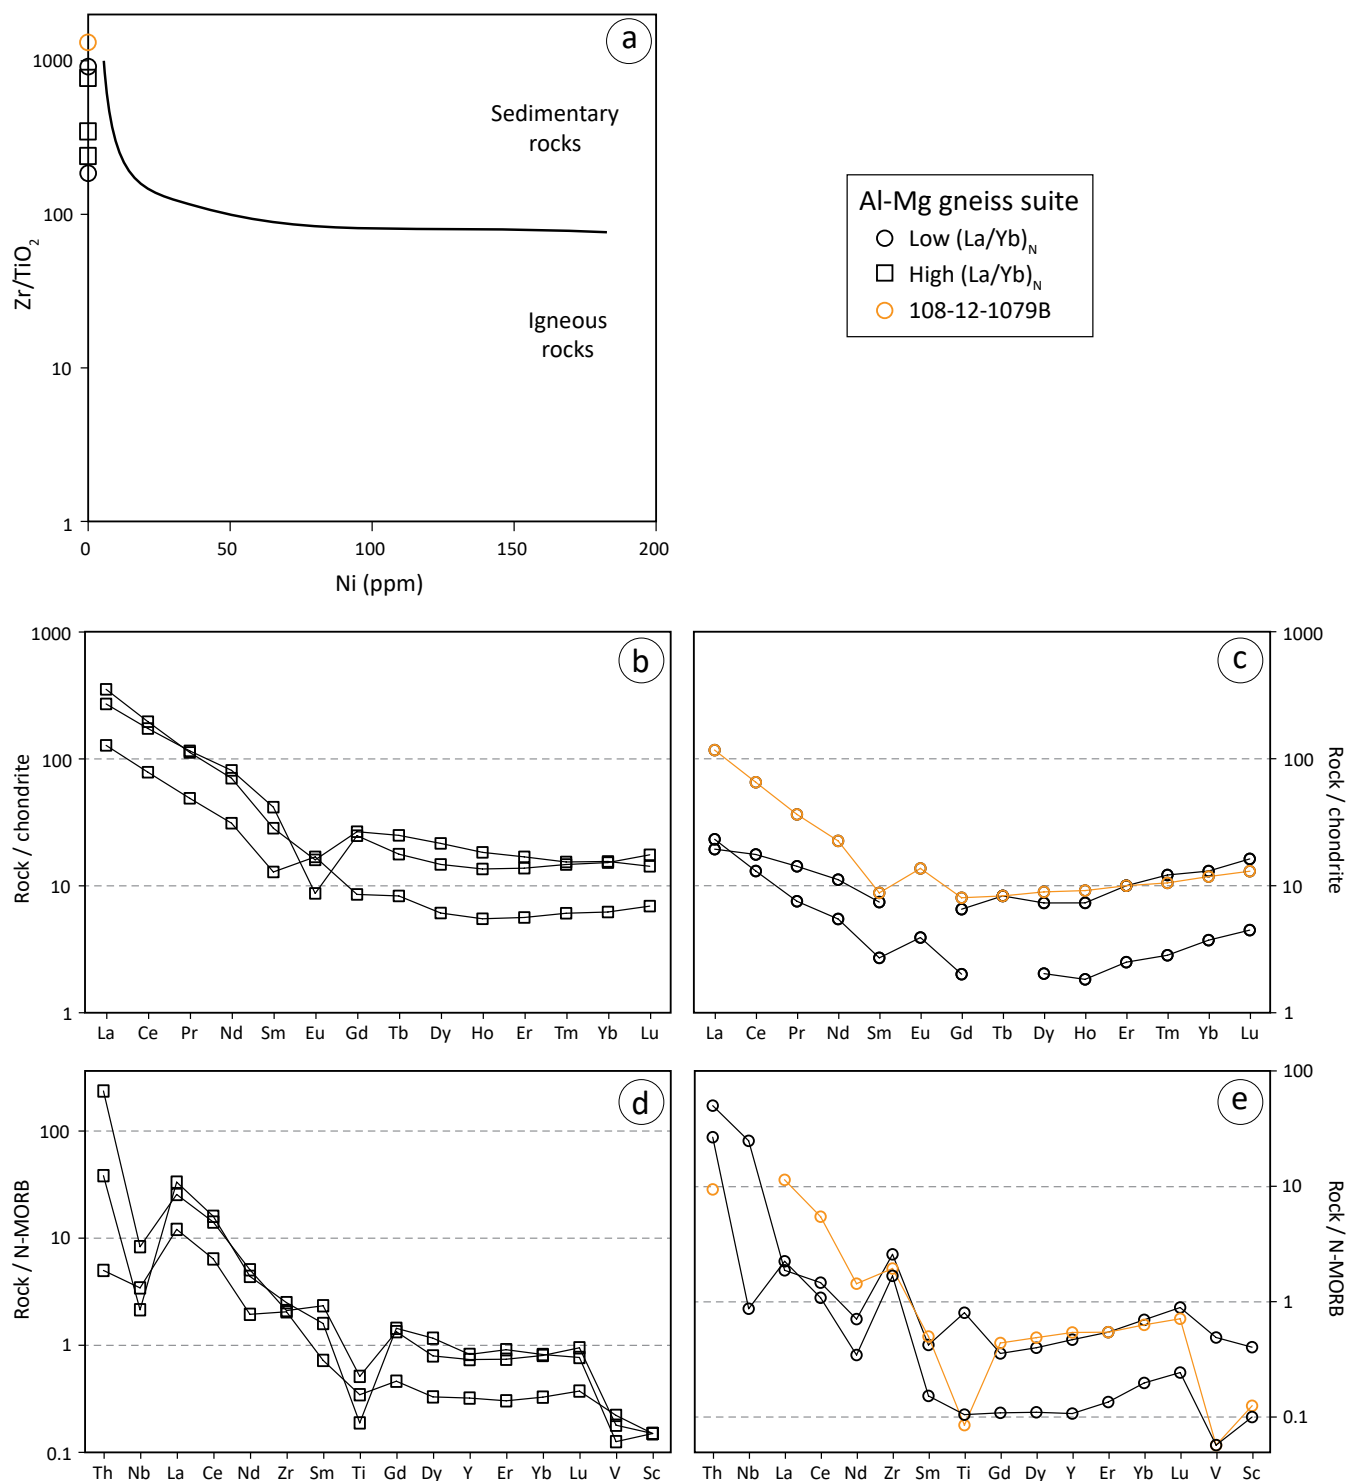 a
1000
100
10
1
Zr/TiO2
Sedimentary
rocks
Igneous
rocks
0
50
100
150
200
Ni (ppm)
Al-Mg gneiss suite
Low (La/Yb)N
High (La/Yb)N
108-12-1079B
b
1000
100
10
1
Rock / chondrite
La Ce Pr Nd Sm Eu Gd Tb Dy Ho Er Tm Yb Lu
c
1000
100
10
1
Rock / chondrite
La Ce Pr Nd Sm Eu Gd Tb Dy Ho Er Tm Yb Lu
d
100
10
1
0.1
Rock / N-MORB
Th Nb La Ce Nd Zr Sm Ti Gd Dy Y Er Yb Lu V Sc
e
100
10
1
0.1
Rock / N-MORB
Th Nb La Ce Nd Zr Sm Ti Gd Dy Y Er Yb Lu V Sc